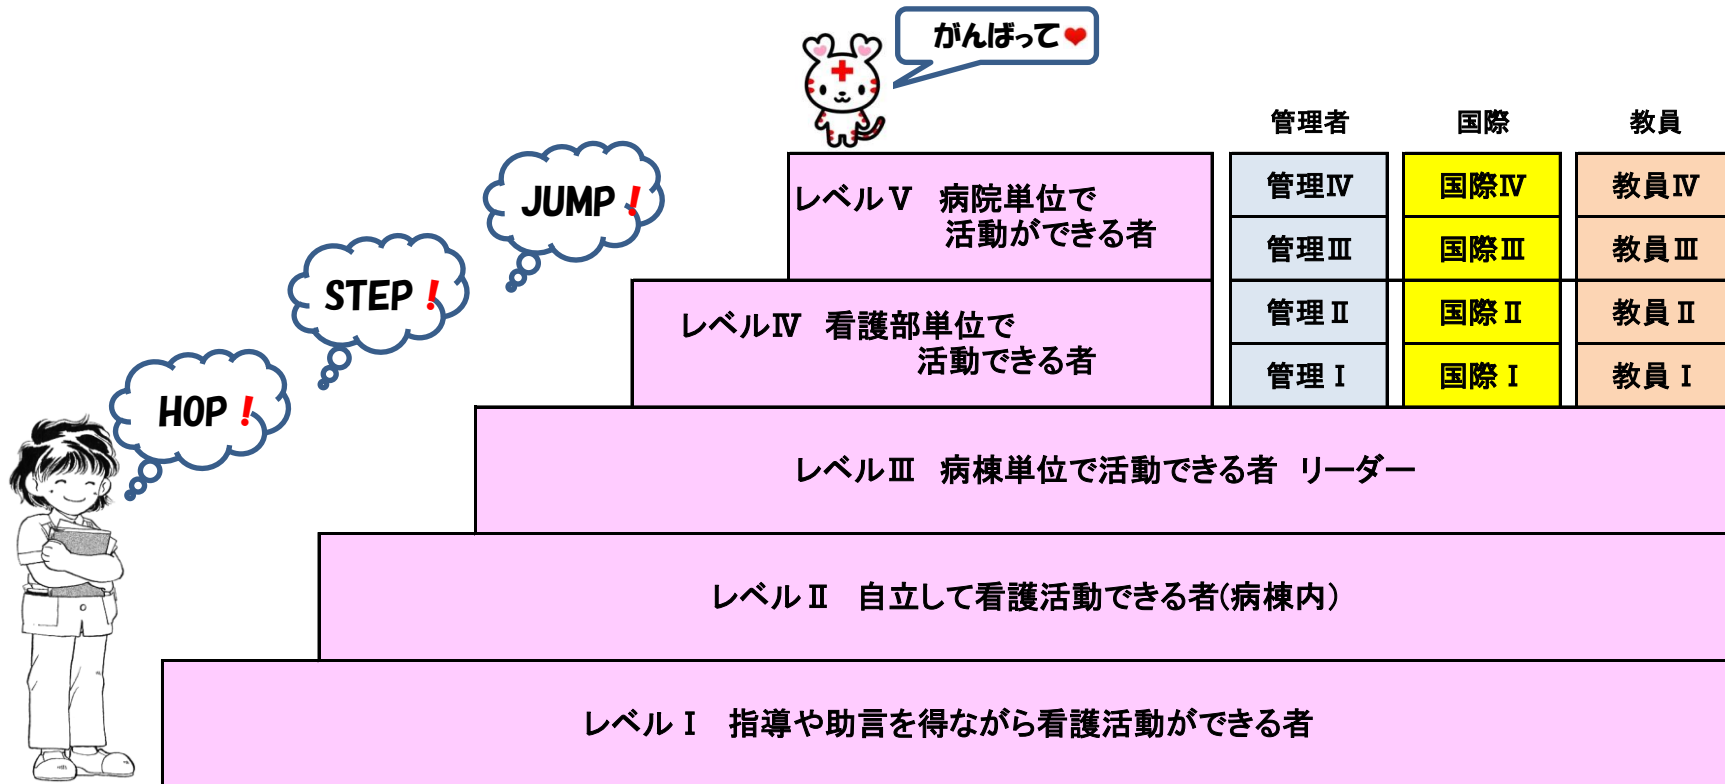 がんばって❤
管理者 国際 教員
JUMP！
STEP！
HOP！
レベルⅤ 病院単位で
活動ができる者
管理Ⅳ 国際Ⅳ 教員Ⅳ
管理Ⅲ 国際Ⅲ 教員Ⅲ
レベルⅣ 看護部単位で
活動できる者
管理Ⅱ 国際Ⅱ 教員Ⅱ
管理Ⅰ 国際Ⅰ 教員Ⅰ
レベルⅢ 病棟単位で活動できる者 リーダー
レベルⅡ 自立して看護活動できる者(病棟内)
レベルⅠ 指導や助言を得ながら看護活動ができる者